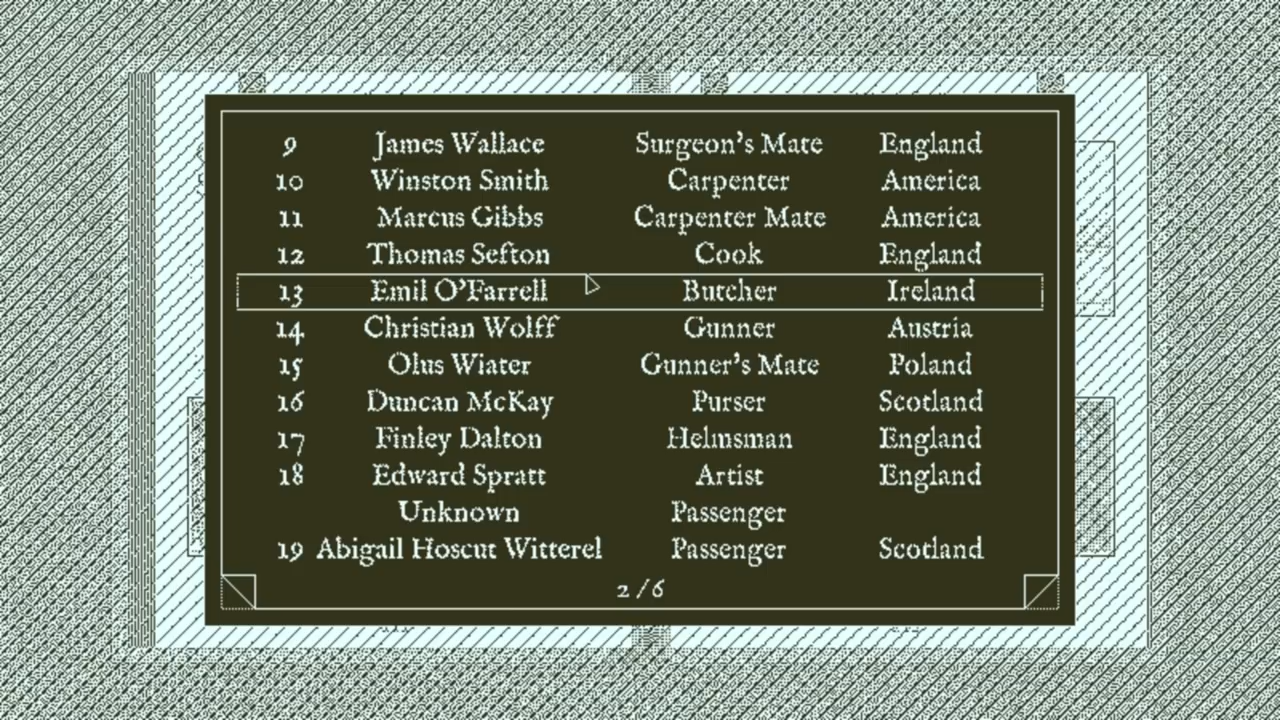 9 James Wallace Surgeon's Mate England
10 Winston Smith Carpenter America
11 Marcus Gibbs Carpenter Mate America
12 Thomas Sefton Cook England
13 Emil O'Farrell Butcher Ireland
14 Christian Wolff Gunner Austria
15 Olus Wiater Gunner's Mate Poland
16 Duncan McKay Purser Scotland
17 Finley Dalton Helmsman England
18 Edward Spratt Artist England
Unknown Passenger
19 Abigail Hoscut Witterel Passenger Scotland
2/6